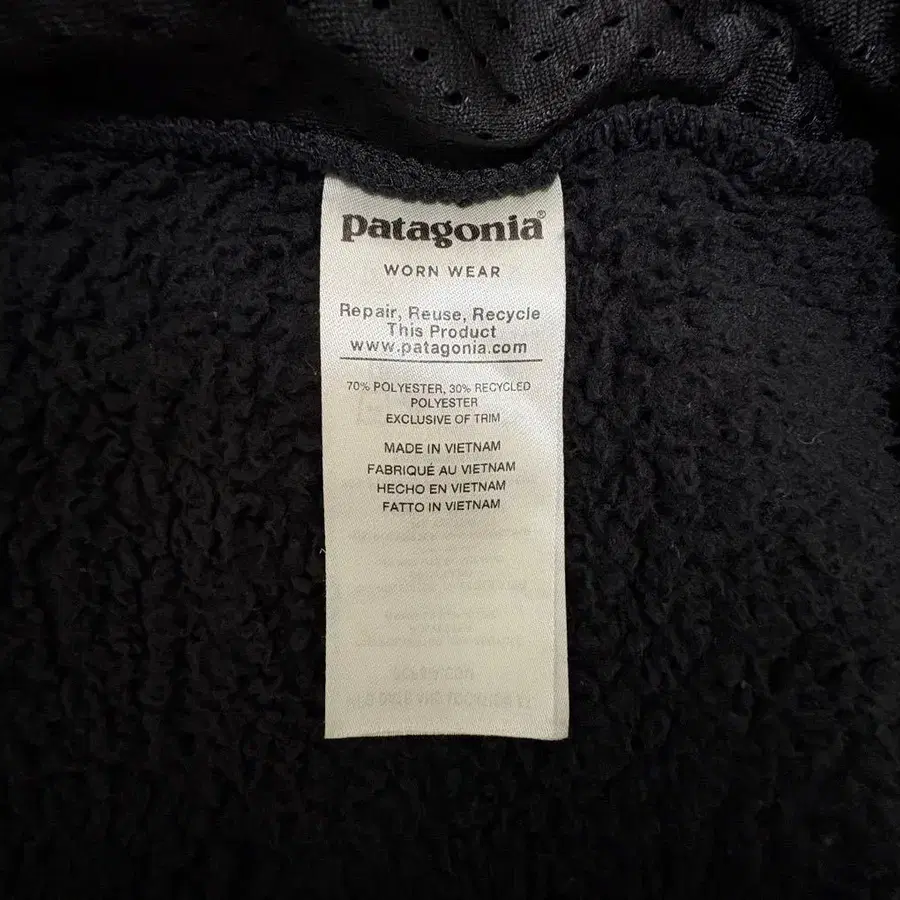 patagonia®
WORN WEAR
Repair, Reuse, Recycle
This Product
www.patagonia.com
70% POLYESTER, 30% RECYCLED
POLYESTER
EXCLUSIVE OF TRIM
MADE IN VIETNAM
FABRIQUÉ AU VIETNAM
HECHO EN VIETNAM
FATTO IN VIETNAM